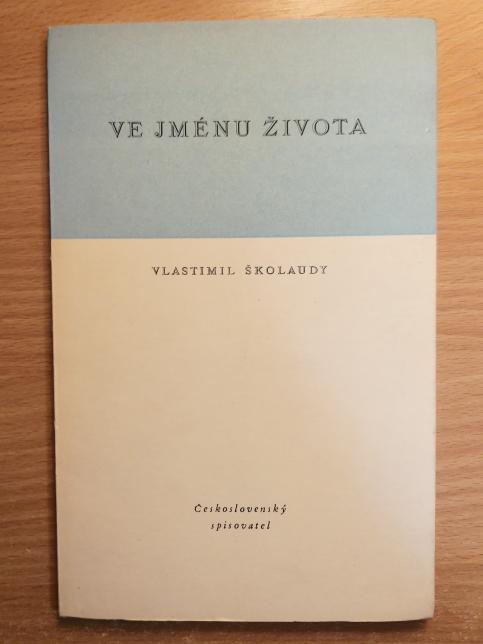 VE JMÉNU ŽIVOTA
VLASTIMIL ŠKOLAUDY
Československý
spisovatel